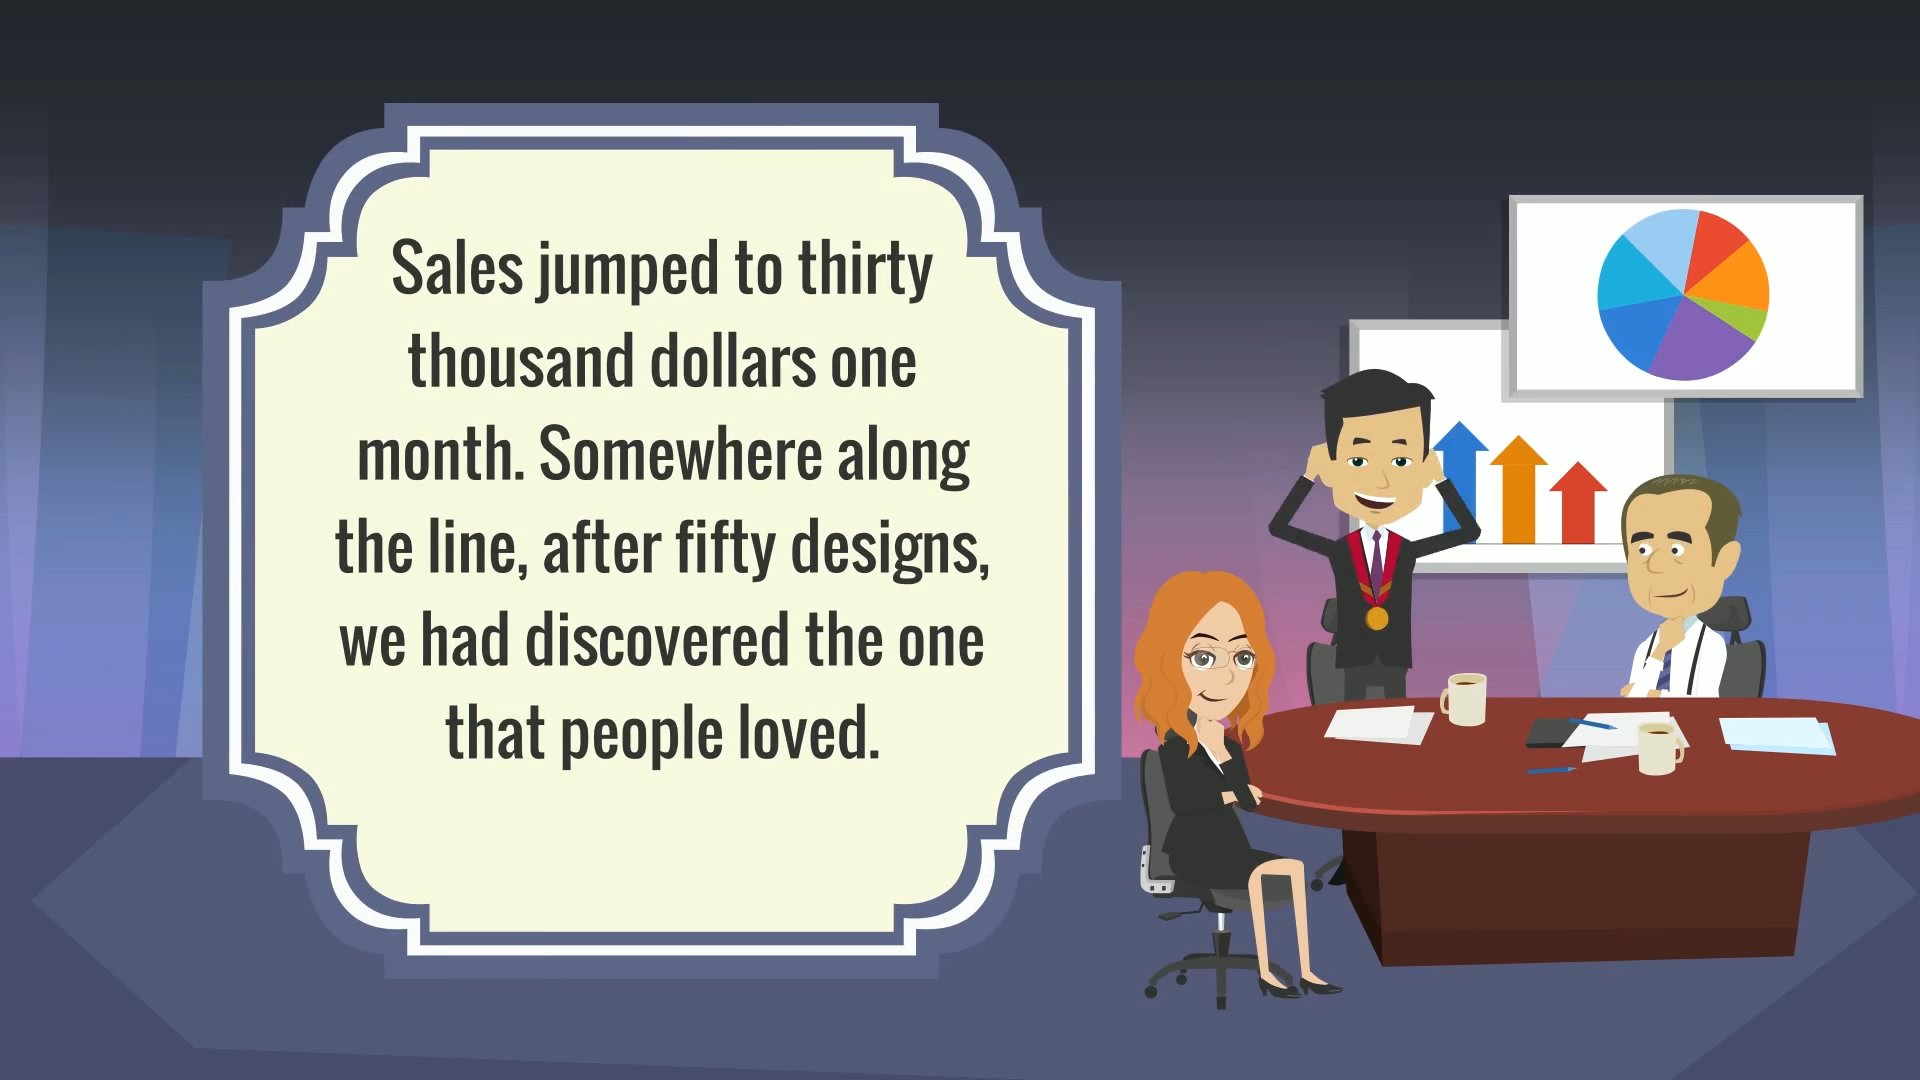 Sales jumped to thirty
thousand dollars one
month. Somewhere along
the line, after fifty designs,
we had discovered the one
that people loved.